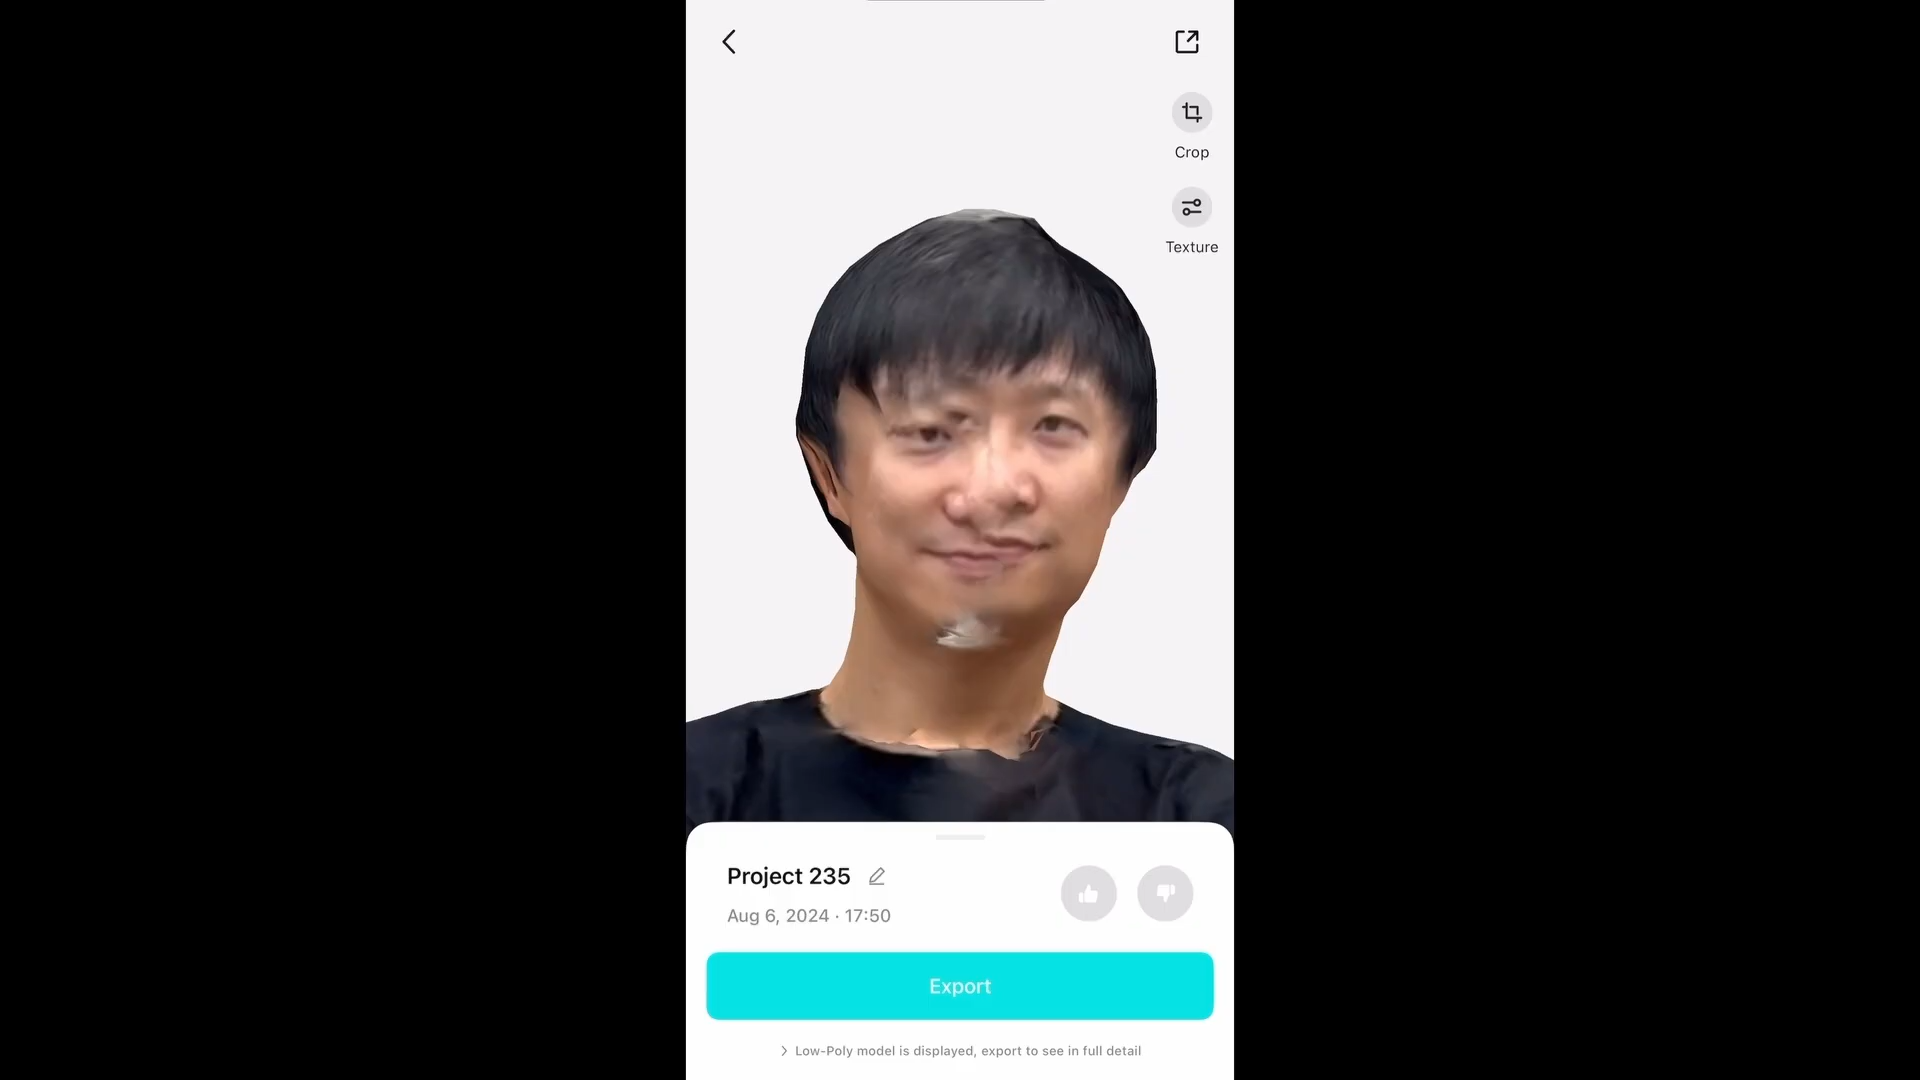 Crop
Texture
Project 235
Aug 6, 2024 · 17:50
Export
Low-Poly model is displayed, export to see in full detail